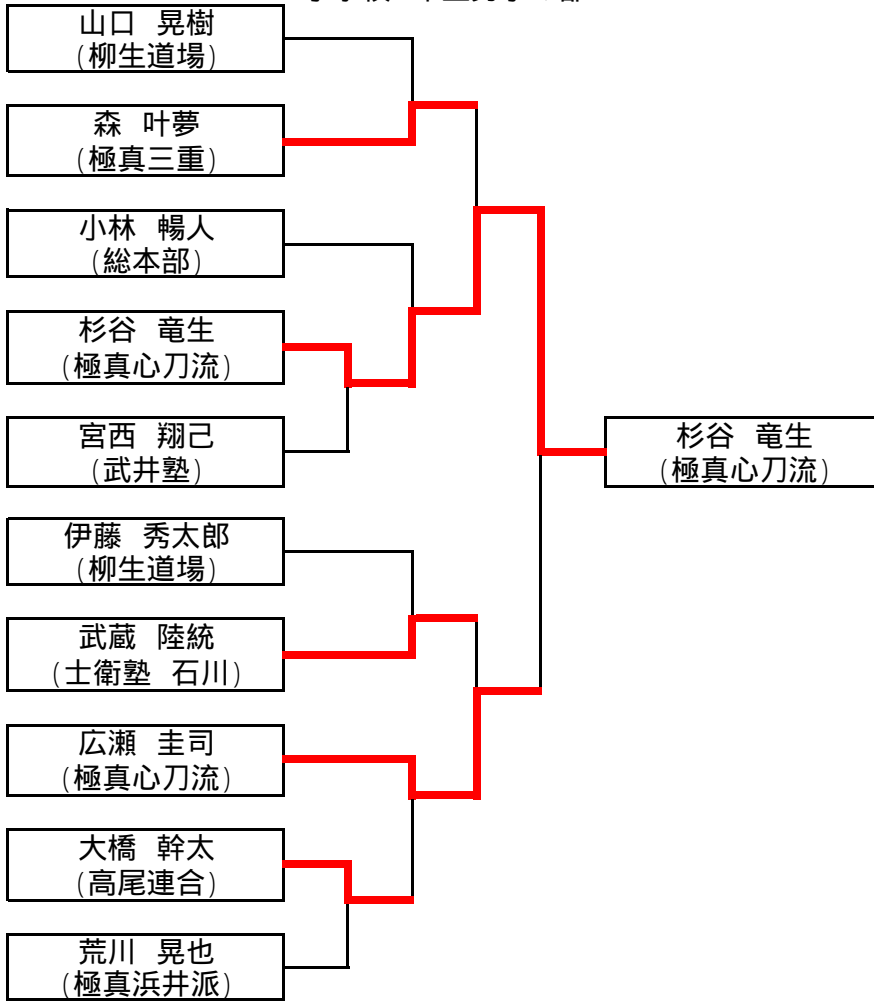 山口 晃樹
(柳生道場)
森 叶夢
(極真三重)
小林 暢人
(総本部)
杉谷 竜生
(極真心刀流)
宮西 翔己
(武井塾)
杉谷 竜生
(極真心刀流)
伊藤 秀太郎
(柳生道場)
武蔵 陸統
(士衛塾 石川)
広瀬 圭司
(極真心刀流)
大橋 幹太
(高尾連合)
荒川 晃也
(極真浜井派)